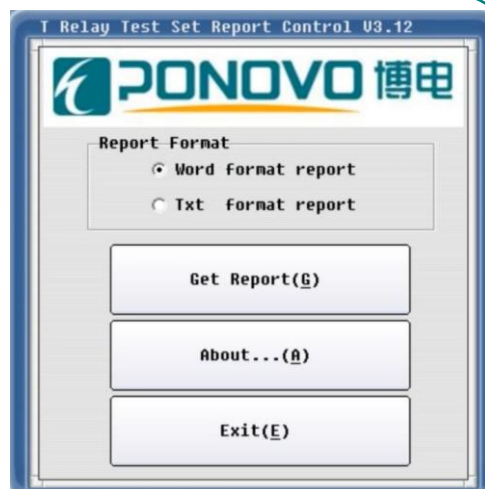 T Relay Test Set Report Control V3.12
PONOVO 博电
Report Format
Word format report
Txt format report
Get Report(G)
About...(A)
Exit(E)